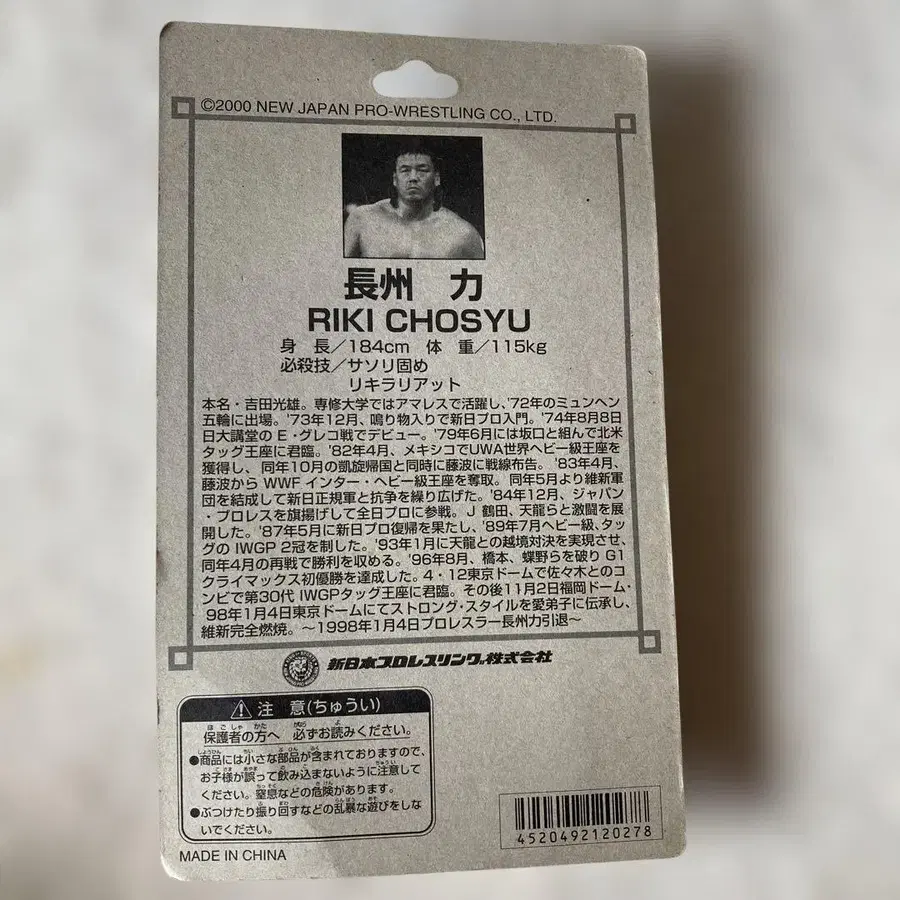 ©2000 NEW JAPAN PRO-WRESTLING CO., LTD.
長州 力
RIKI CHOSYU
身 長／184cm 体 重／115kg
必殺技／サソリ固め
リキラリアット
本名・吉田光雄。専修大学ではアマレスで活躍し、'72年のミュンヘン
五輪に出場。'73年12月、鳴り物入りで新日プロ入門。'74年8月8日
日大講堂の E・グレコ戦でデビュー。'79年6月には坂口と組んで北米
タッグ王座に君臨。'82年4月、メキシコでUWA世界ヘビー級王座を
獲得し、同年10月の凱旋帰国と同時に藤波に戦線布告。'83年4月、
藤波から WWF インター・ヘビー級王座を奪取。同年5月より維新軍
団を結成して新日正規軍と抗争を繰り広げた。'84年12月、ジャパン
・プロレスを旗揚げして全日プロに参戦。J 鶴田、天龍らと激闘を展
開した。'87年5月に新日プロ復帰を果たし、'89年7月ヘビー級、タッ
グの IWGP 2冠を制した。'93年1月に天龍との越境対決を実現させ、
同年4月の再戦で勝利を収める。'96年8月、橋本、蝶野らを破り G1
クライマックス初優勝を達成した。4・12東京ドームで佐々木とのコ
ンビで第30代 IWGPタッグ王座に君臨。その後11月2日福岡ドーム・
98年1月4日東京ドームにてストロング・スタイルを愛弟子に伝承し、
維新完全燃焼。～1998年1月4日プロレスラー長州力引退～
新日本プロレスリング株式会社
注 意(ちゅうい)
保護者の方へ 必ずお読みください。
●商品には小さな部品が含まれておりますので、
お子様が誤って飲み込まないように注意して
ください。窒息などの危険があります。
●ぶつけたり振り回すなどの乱暴な遊びをしな
いでください。
MADE IN CHINA
4520492120278